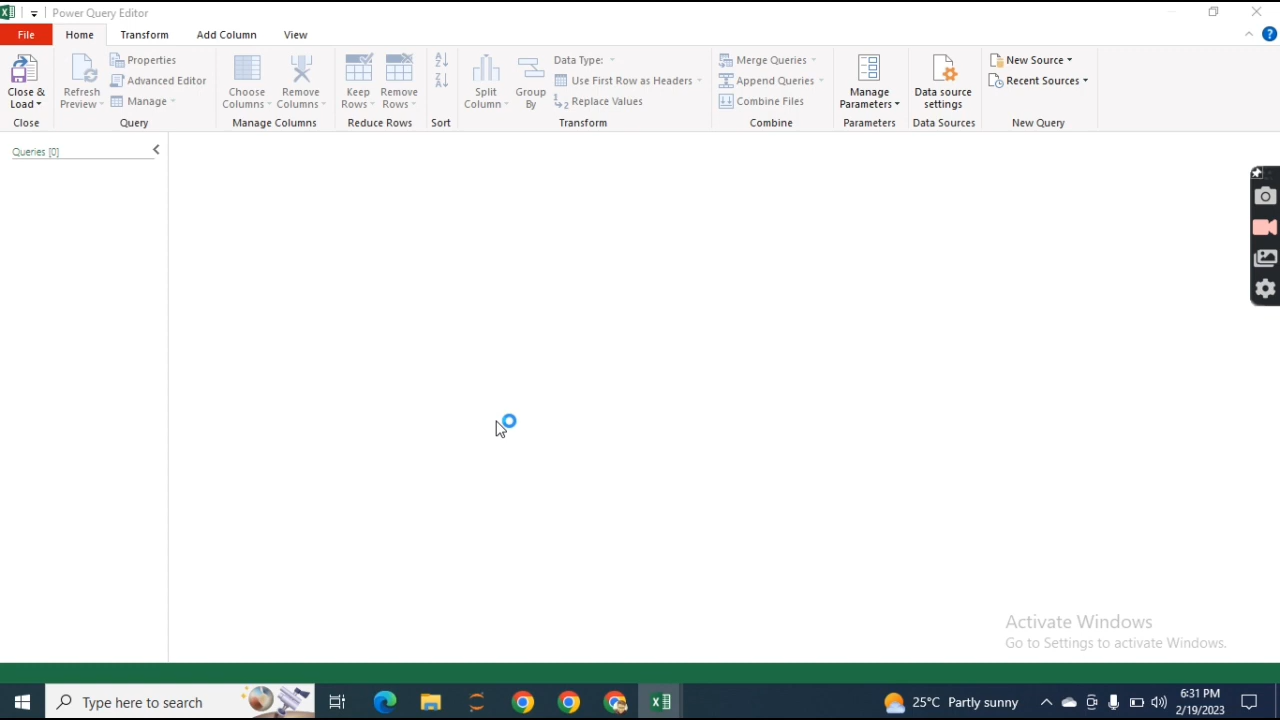 Power Query Editor
File Home Transform Add Column View
Close & Load Refresh Preview Properties Advanced Editor Manage Choose Columns Remove Columns Keep Rows Remove Rows Split Column Group By Data Type: Use First Row as Headers Replace Values Merge Queries Append Queries Combine Files Manage Parameters Data source settings New Source Recent Sources
Close Query Manage Columns Reduce Rows Sort Transform Combine Parameters Data Sources New Query
Queries [0]
Activate Windows
Go to Settings to activate Windows.
Type here to search 25°C Partly sunny 6:31 PM
2/19/2023